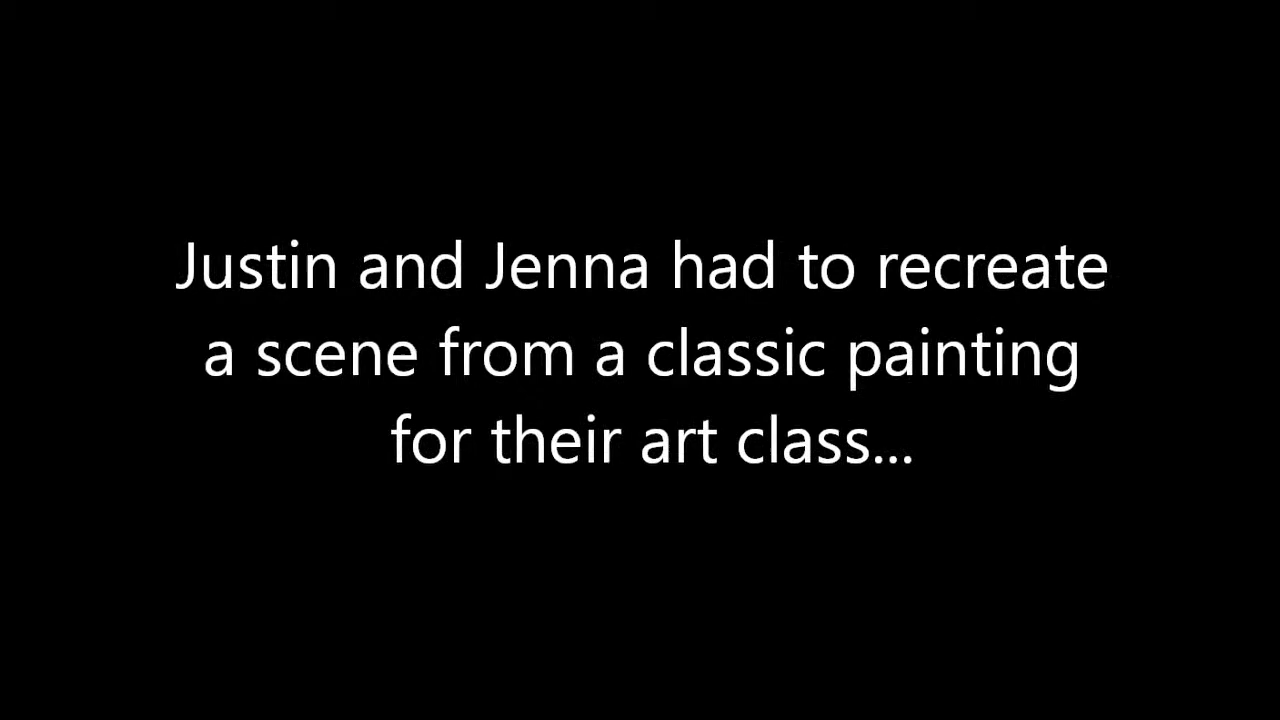 Justin and Jenna had to recreate
a scene from a classic painting
for their art class...